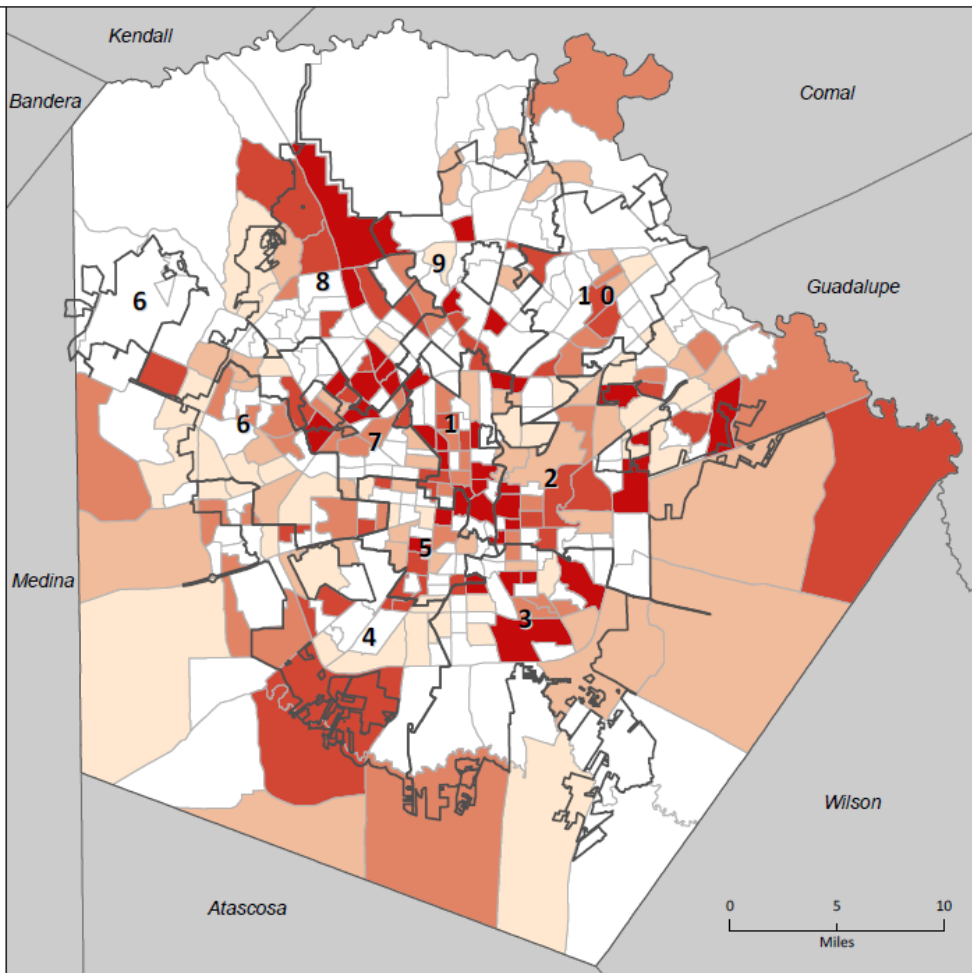 Kendall
Bandera
Comal
Guadalupe
9
8
1 0
6
6
1
7
2
5
Medina
3
4
Wilson
Atascosa
0 5 10
Miles